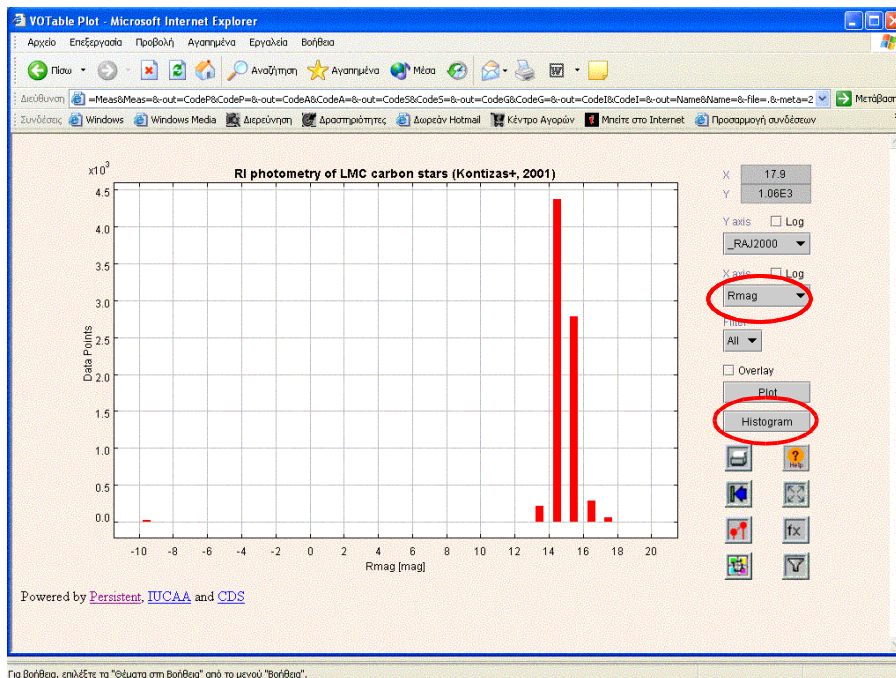 VOTable Plot - Microsoft Internet Explorer
Αρχείο Επεξεργασία Προβολή Αγαπημένα Εργαλεία Βοήθεια
Πίσω Αναζήτηση Αγαπημένα Μέσα
Διεύθυνση =Meas&Meas=&-out=CodeP&CodeP=&-out=CodeA&CodeA=&-out=CodeS&CodeS=&-out=CodeG&CodeG=&-out=CodeI&CodeI=&-out=Name&Name=&-file=.&-meta=2 Μετάβαση
Συνδέσεις Windows Windows Media Διερεύνηση Δραστηριότητες Δωρεάν Hotmail Κέντρο Αγορών Μπείτε στο Internet Προσαρμογή συνδέσεων
x10^3
RI photometry of LMC carbon stars (Kontizas+, 2001)
4.5
4.0
3.5
3.0
2.5
2.0
1.5
1.0
0.5
0.0
Data Points
-10 -8 -6 -4 -2 0 2 4 6 8 10 12 14 16 18 20
Rmag [mag]
X 17.9
Y 1.06E3
Y axis Log
_RAJ2000
X axis Log
Rmag
Filter
All
Overlay
Plot
Histogram
? Help
fx
Powered by Persistent, IUCAA and CDS
Για βοήθεια, επιλέξτε τα "Θέματα στη Βοήθεια" από το μενού "Βοήθεια".